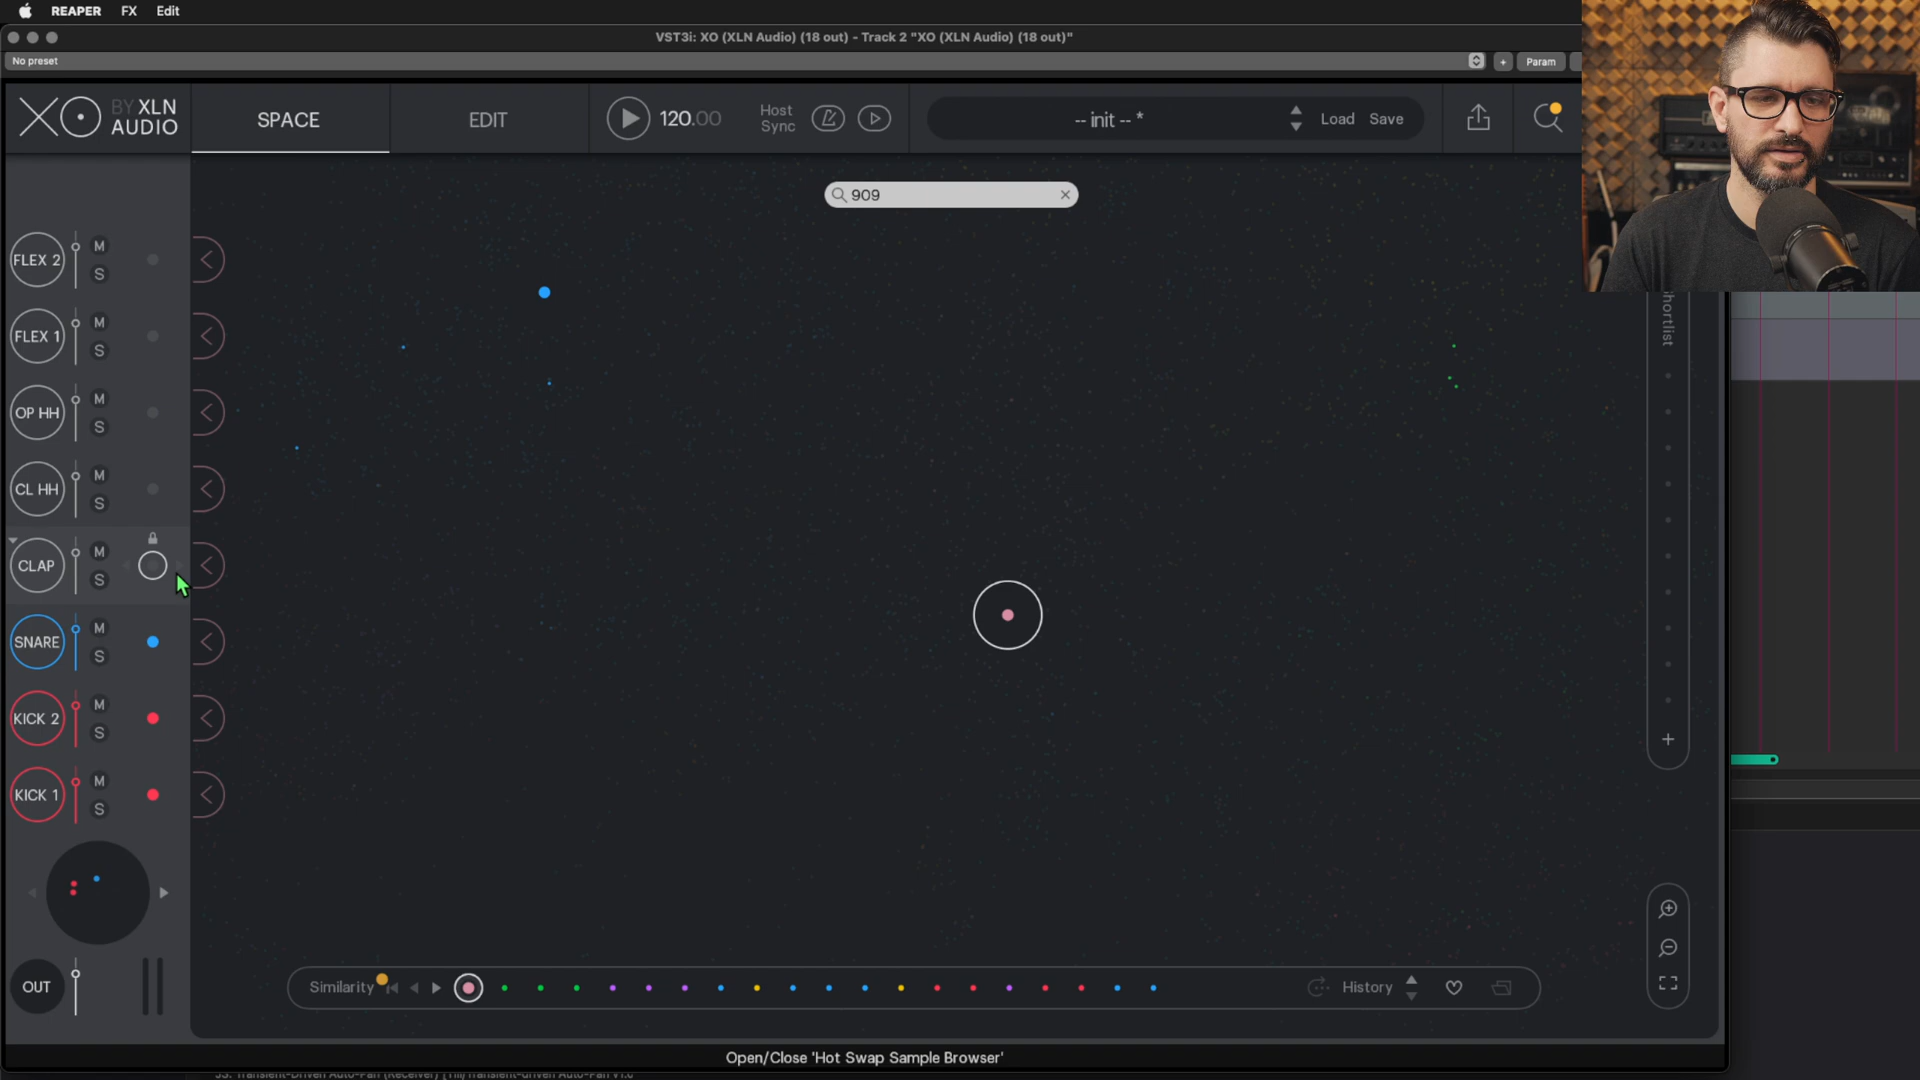 REAPER FX Edit
VST3i: XO (XLN Audio) (18 out) - Track 2 "XO (XLN Audio) (18 out)"
No preset
+
Param
XO BY XLN AUDIO
SPACE
EDIT
120.00
Host Sync
-- init -- *
Load
Save
909
FLEX 2
M
S
FLEX 1
M
S
OP HH
M
S
CL HH
M
S
CLAP
M
S
SNARE
M
S
KICK 2
M
S
KICK 1
M
S
OUT
hortlist
+
Similarity
History
Open/Close 'Hot Swap Sample Browser'